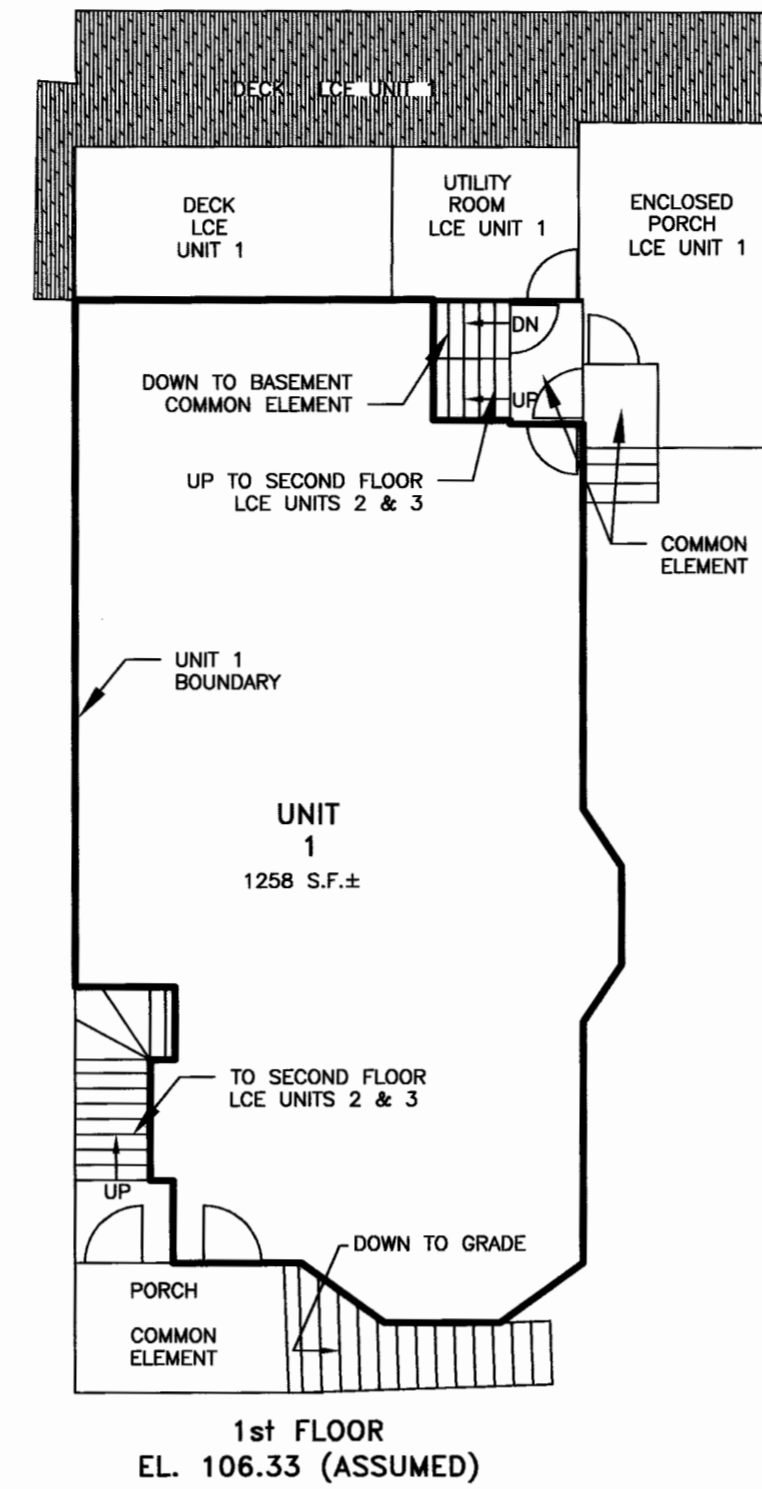 DECK LCE UNIT 1
DECK
LCE
UNIT 1
UTILITY
ROOM
LCE UNIT 1
ENCLOSED
PORCH
LCE UNIT 1
DN
DOWN TO BASEMENT
COMMON ELEMENT
UP
UP TO SECOND FLOOR
LCE UNITS 2 & 3
COMMON
ELEMENT
UNIT 1
BOUNDARY
UNIT
1
1258 S.F.±
TO SECOND FLOOR
LCE UNITS 2 & 3
UP
DOWN TO GRADE
PORCH
COMMON
ELEMENT
1st FLOOR
EL. 106.33 (ASSUMED)